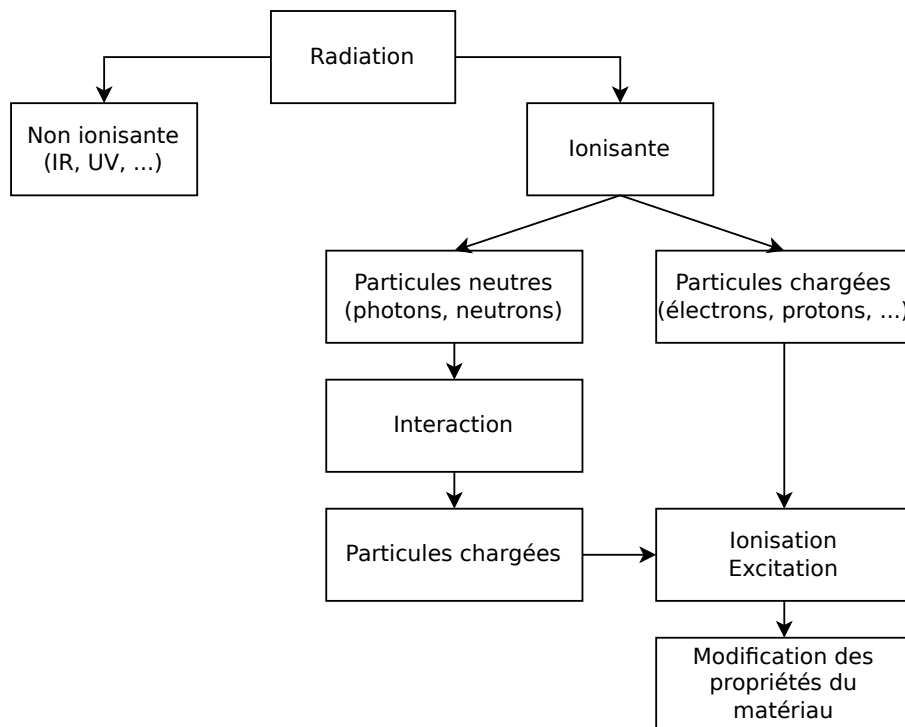 Radiation
Non ionisante
(IR, UV, ...)
Ionisante
Particules neutres
(photons, neutrons)
Particules chargées
(électrons, protons, ...)
Interaction
Particules chargées
Ionisation
Excitation
Modification des
propriétés du
matériau